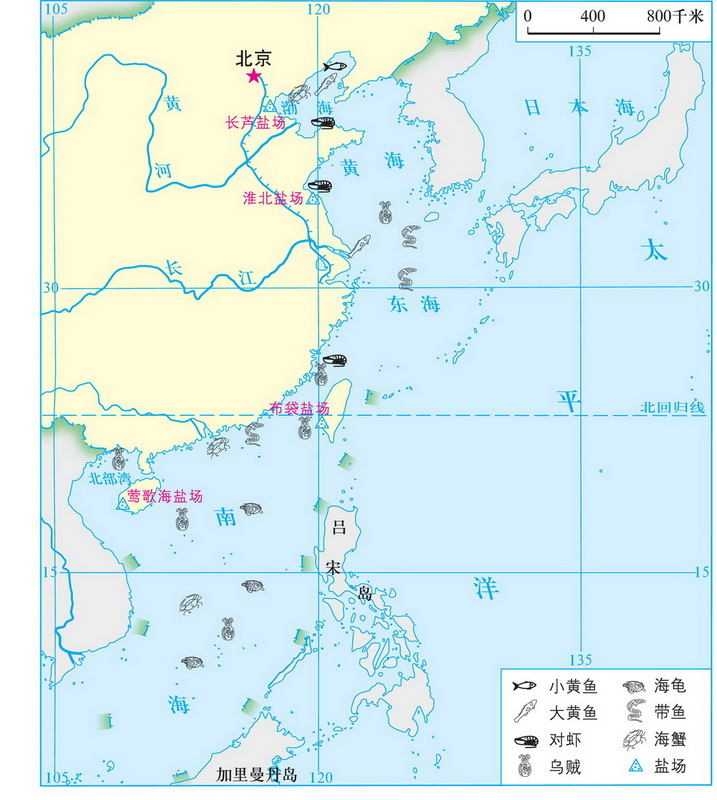 105
120
0 400 800千米
135
北京
渤海
日本海
黄
河
长芦盐场
黄海
淮北盐场
太
长江
30
30
东海
平
布袋盐场
北回归线
北部湾
莺歌海盐场
南
吕
宋
岛
15
15
洋
135
海
小黄鱼
海龟
大黄鱼
带鱼
对虾
海蟹
乌贼
盐场
105
加里曼丹岛
120